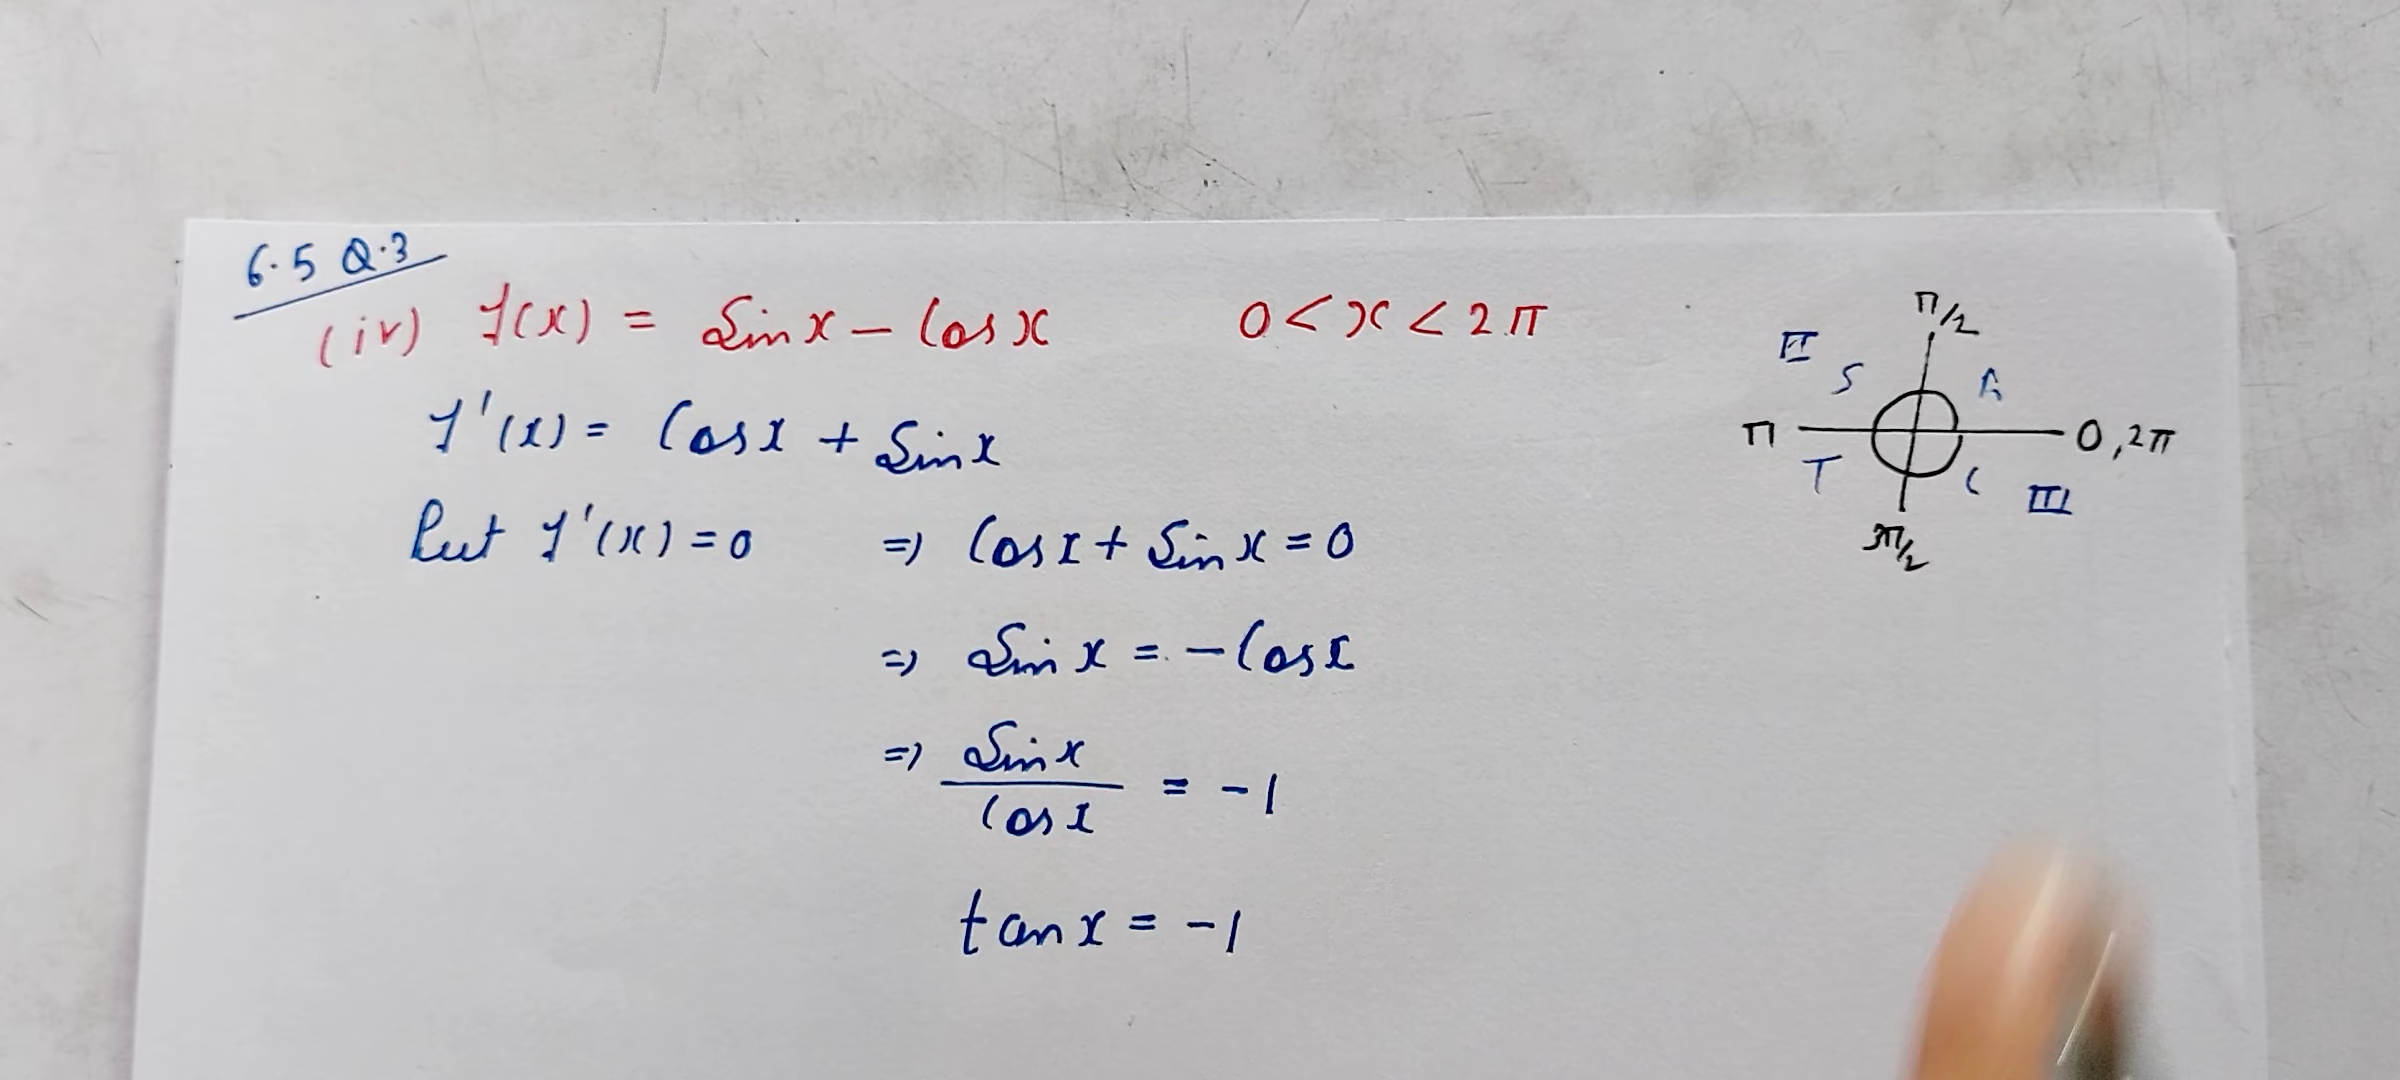 6.5 Q.3
(iv) f(x) = Sin x – Cos x 0 < x < 2π
f'(x) = Cos x + Sin x
Put f'(x) = 0 ⇒ Cos x + Sin x = 0
⇒ Sin x = – Cos x
⇒ Sin x / Cos x = –1
tan x = –1
π/2
II S A
π 0, 2π
T C III
3π/2